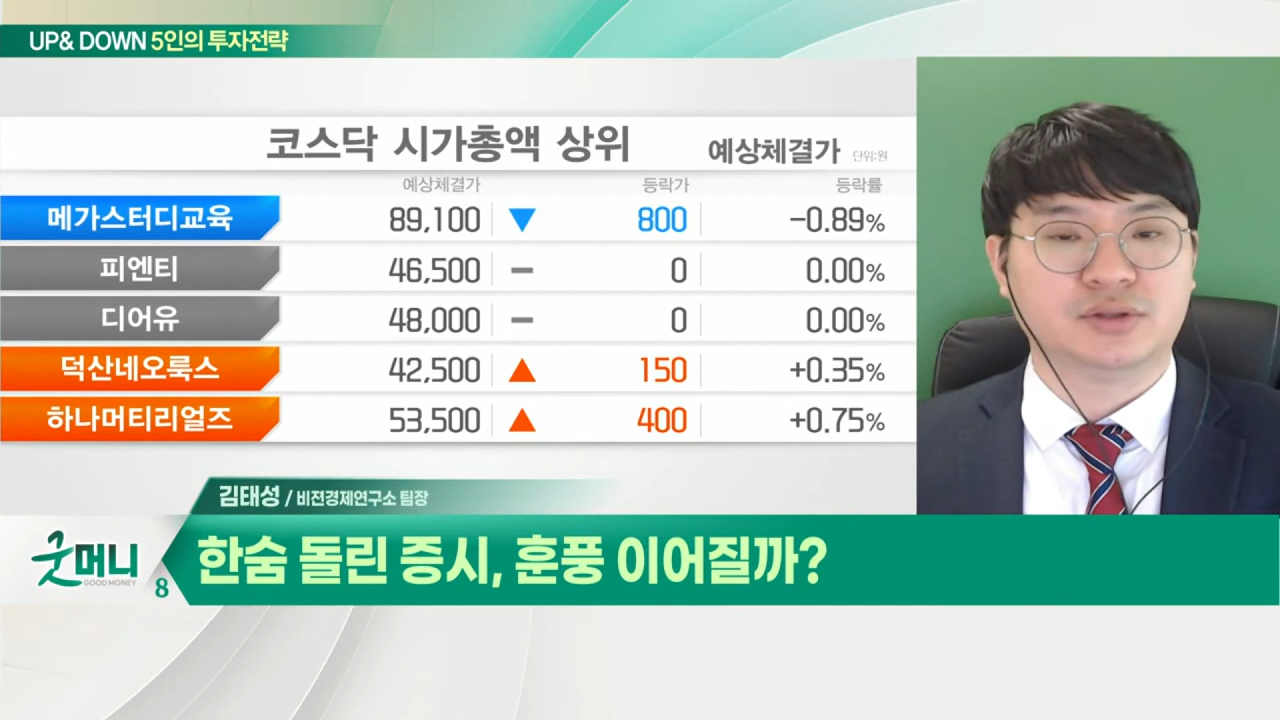 UP& DOWN 5인의 투자전략
코스닥 시가총액 상위 예상체결가 단위:원
예상체결가 등락가 등락률
메가스터디교육 89,100 ▼ 800 -0.89%
피엔티 46,500 - 0 0.00%
디어유 48,000 - 0 0.00%
덕산네오룩스 42,500 ▲ 150 +0.35%
하나머티리얼즈 53,500 ▲ 400 +0.75%
김태성 / 비젼경제연구소 팀장
굿머니 한숨 돌린 증시, 훈풍 이어질까?
GOOD MONEY
8